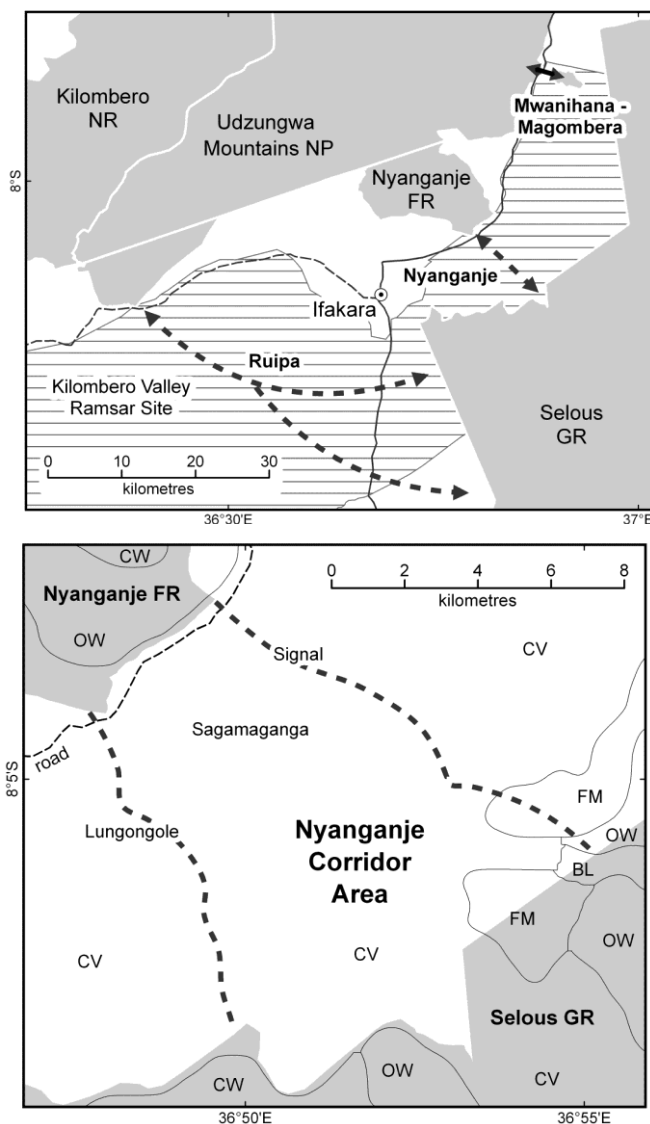 Kilombero
NR
Udzungwa
Mountains NP
Mwanihana -
Magombera
8°S
Nyanganje
FR
Nyanganje
Ifakara
Ruipa
Kilombero Valley
Ramsar Site
Selous
GR
0 10 20 30
kilometres
36°30'E
37°E
CW
Nyanganje FR
OW
0 2 4 6 8
kilometres
Signal
CV
Sagamaganga
road
8°5'S
Lungongole
Nyanganje
Corridor
Area
FM
OW
BL
FM
OW
CV
CV
Selous GR
CW
OW
CV
36°50'E
36°55'E